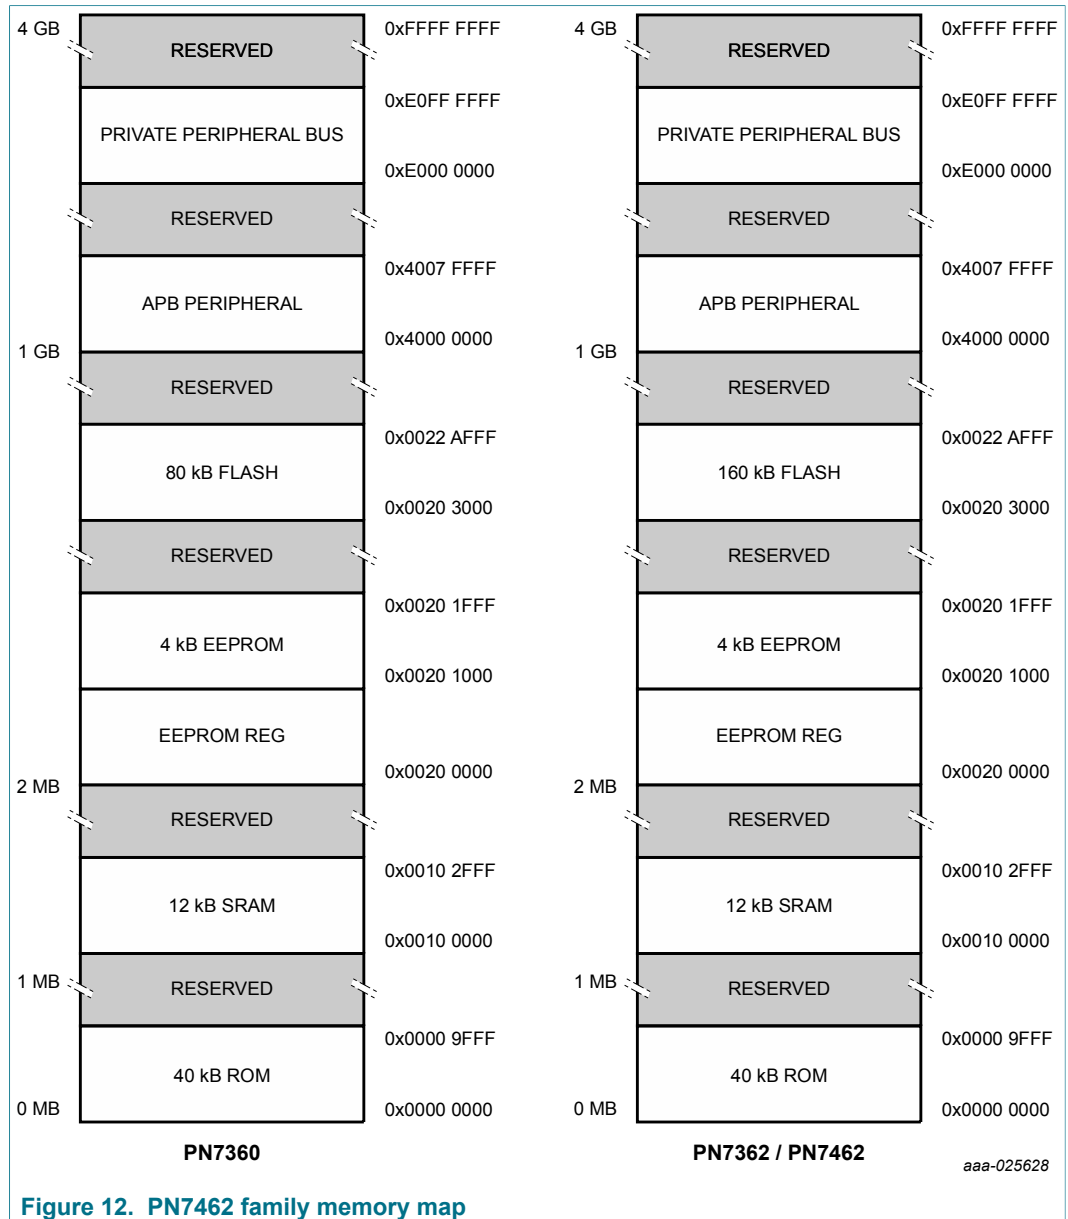 4 GB
RESERVED
0xFFFF FFFF
0xE0FF FFFF
PRIVATE PERIPHERAL BUS
0xE000 0000
RESERVED
0x4007 FFFF
APB PERIPHERAL
0x4000 0000
1 GB
RESERVED
0x0022 AFFF
80 kB FLASH
0x0020 3000
RESERVED
0x0020 1FFF
4 kB EEPROM
0x0020 1000
EEPROM REG
0x0020 0000
2 MB
RESERVED
0x0010 2FFF
12 kB SRAM
0x0010 0000
1 MB
RESERVED
0x0000 9FFF
40 kB ROM
0 MB
0x0000 0000
PN7360
4 GB
RESERVED
0xFFFF FFFF
0xE0FF FFFF
PRIVATE PERIPHERAL BUS
0xE000 0000
RESERVED
0x4007 FFFF
APB PERIPHERAL
0x4000 0000
1 GB
RESERVED
0x0022 AFFF
160 kB FLASH
0x0020 3000
RESERVED
0x0020 1FFF
4 kB EEPROM
0x0020 1000
EEPROM REG
0x0020 0000
2 MB
RESERVED
0x0010 2FFF
12 kB SRAM
0x0010 0000
1 MB
RESERVED
0x0000 9FFF
40 kB ROM
0 MB
0x0000 0000
PN7362 / PN7462
aaa-025628
Figure 12. PN7462 family memory map